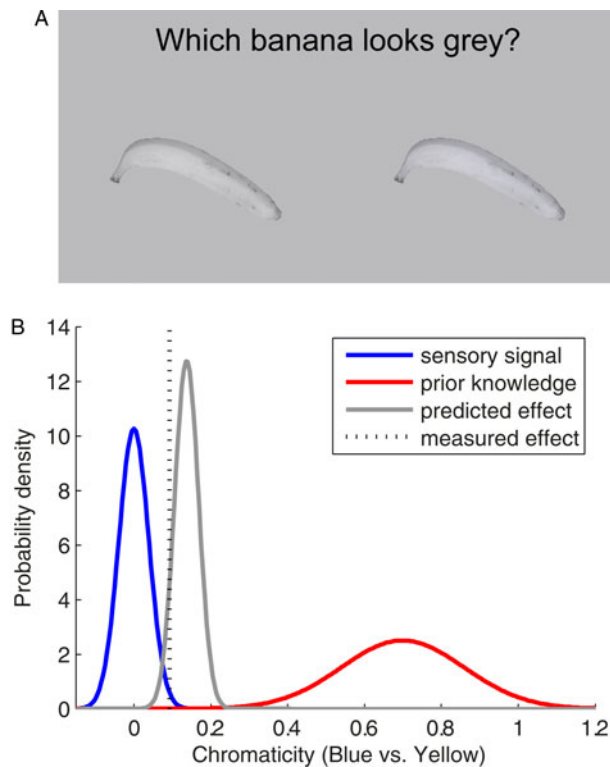 A
Which banana looks grey?
B
14
12
10
8
6
4
2
0
Probability density
sensory signal
prior knowledge
predicted effect
measured effect
0 0.2 0.4 0.6 0.8 1 1.2
Chromaticity (Blue vs. Yellow)